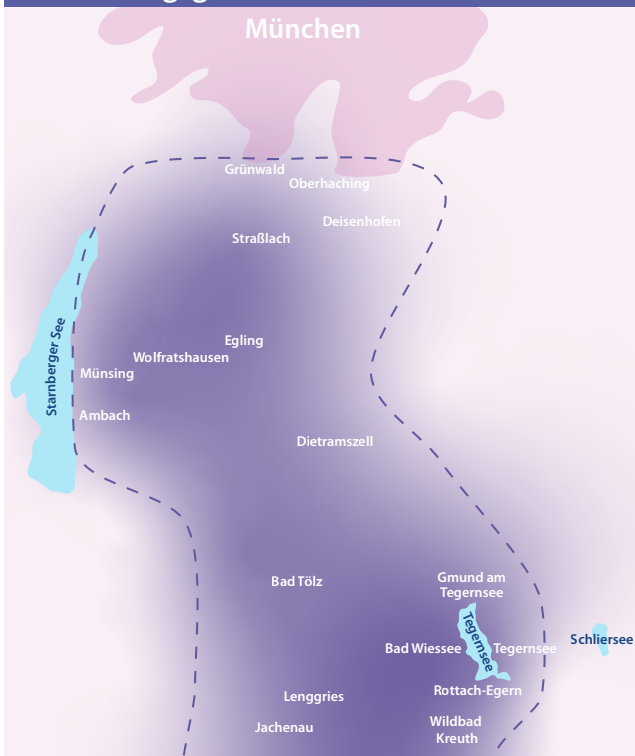 München
Grünwald
Oberhaching
Deisenhofen
Straßlach
Egling
Wolfratshausen
Starnberger See
Münsing
Ambach
Dietramszell
Bad Tölz
Gmund am
Tegernsee
Tegernsee
Bad Wiessee
Tegernsee
Schliersee
Rottach-Egern
Lenggries
Jachenau
Wildbad
Kreuth